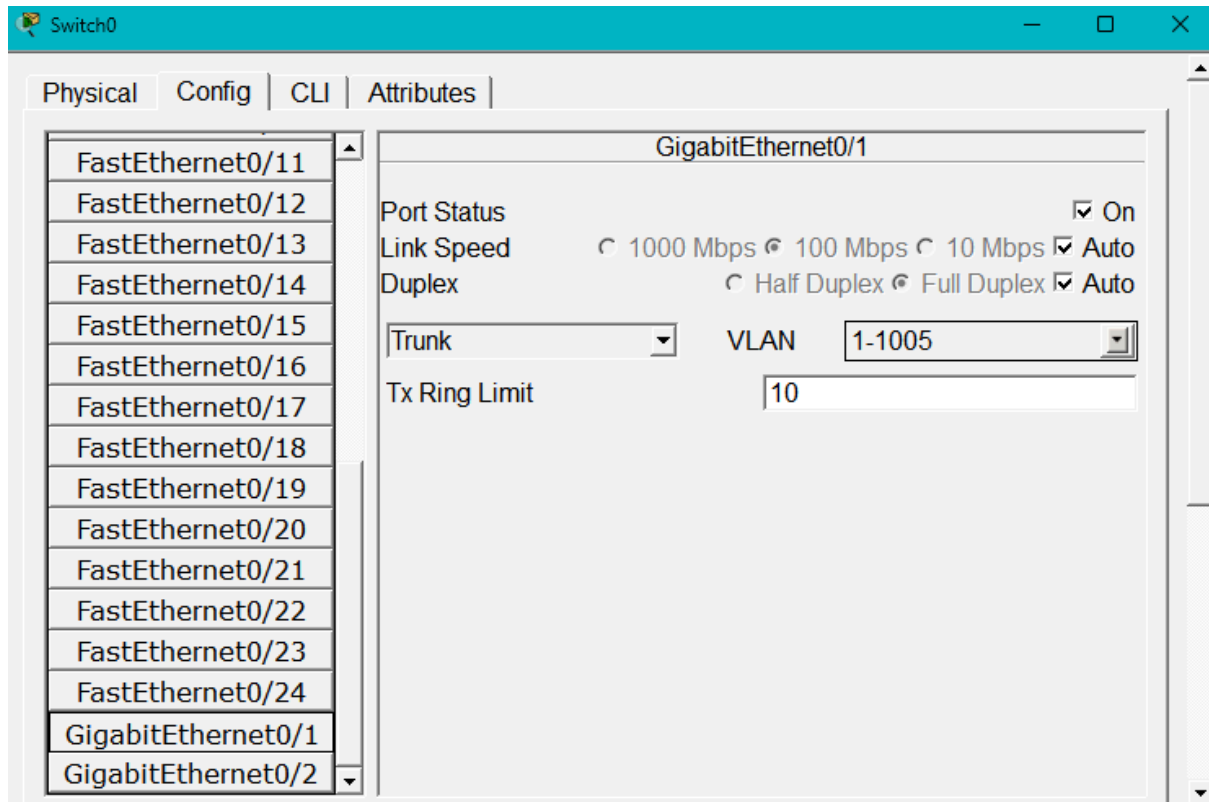 Switch0
Physical Config CLI Attributes
FastEthernet0/11
FastEthernet0/12
FastEthernet0/13
FastEthernet0/14
FastEthernet0/15
FastEthernet0/16
FastEthernet0/17
FastEthernet0/18
FastEthernet0/19
FastEthernet0/20
FastEthernet0/21
FastEthernet0/22
FastEthernet0/23
FastEthernet0/24
GigabitEthernet0/1
GigabitEthernet0/2
GigabitEthernet0/1
Port Status On
Link Speed 1000 Mbps 100 Mbps 10 Mbps Auto
Duplex Half Duplex Full Duplex Auto
Trunk VLAN 1-1005
Tx Ring Limit 10